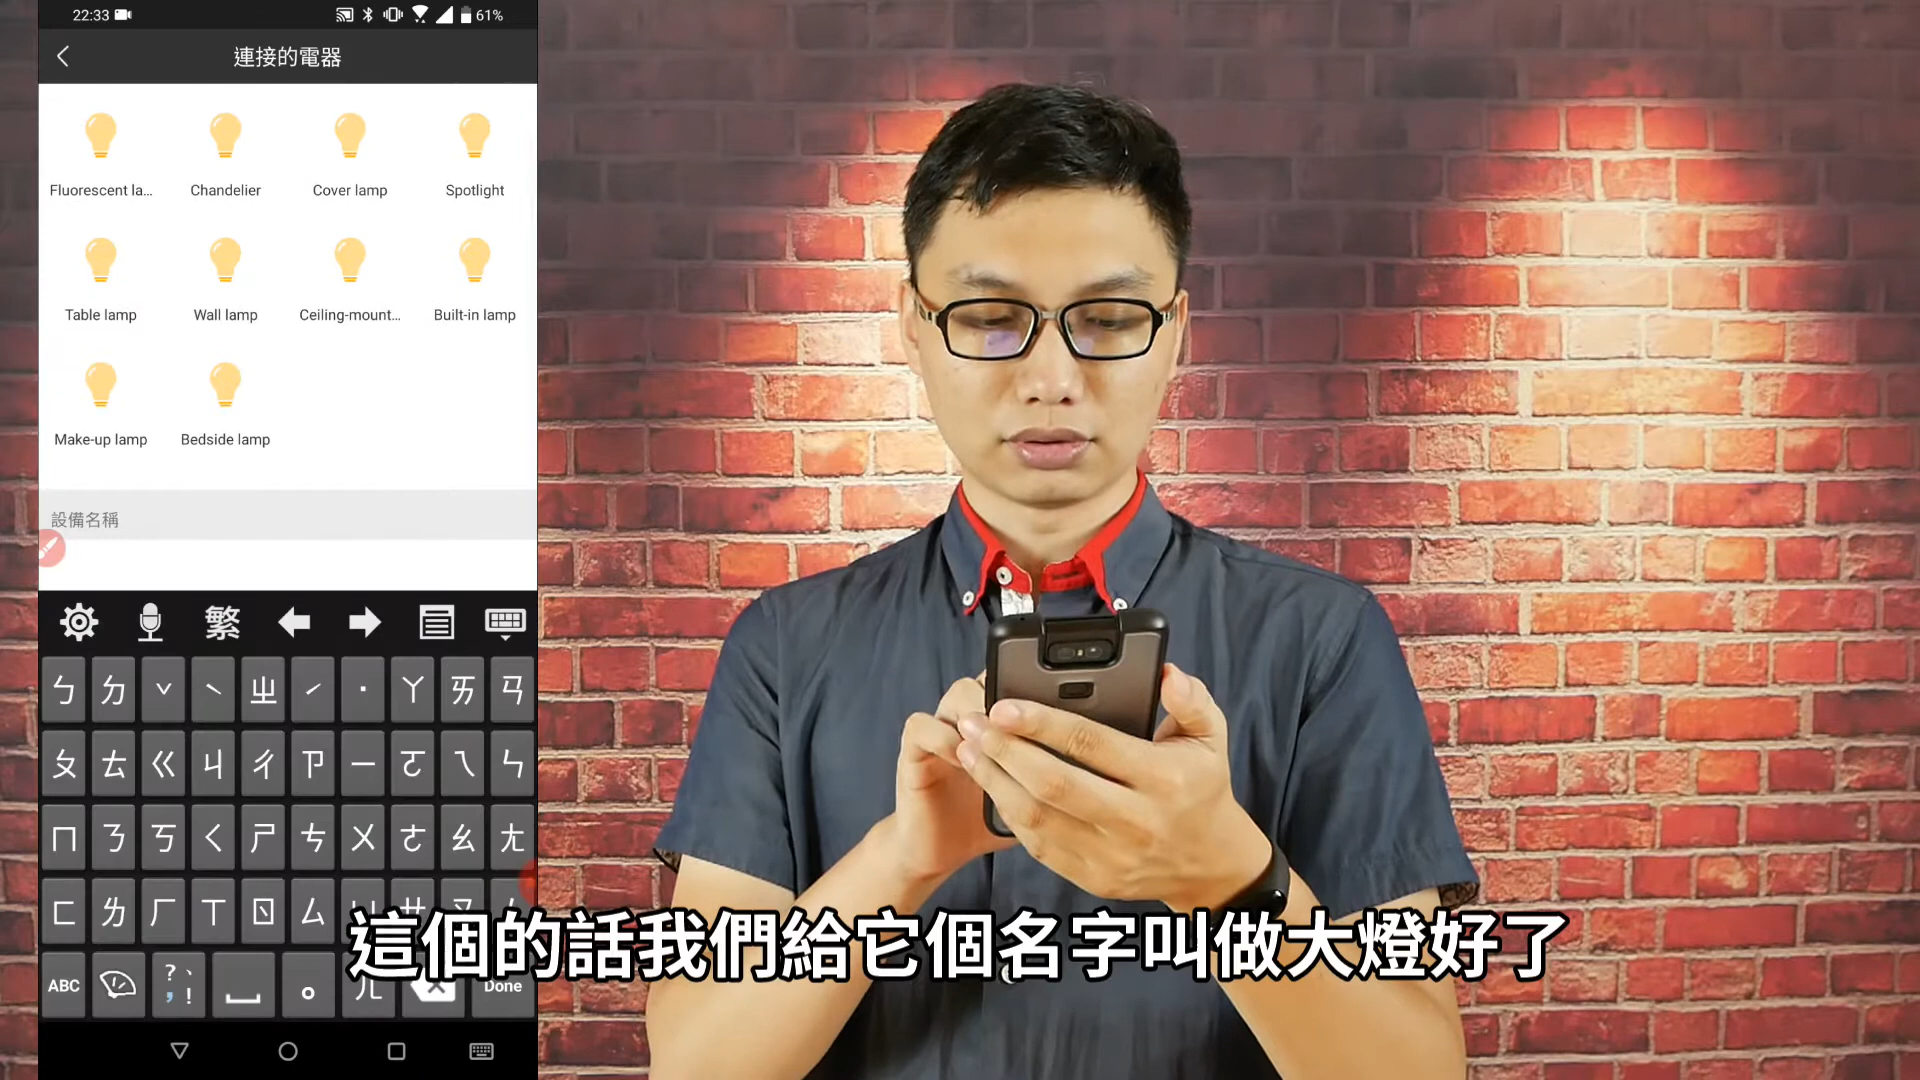 22:33
61%
連接的電器
Fluorescent la...
Chandelier
Cover lamp
Spotlight
Table lamp
Wall lamp
Ceiling-mount...
Built-in lamp
Make-up lamp
Bedside lamp
設備名稱
繁
ㄅ ㄉ ˇ ˋ ㄓ ˊ ˙ ㄚ ㄞ ㄢ
ㄆ ㄊ ㄍ ㄐ ㄔ ㄗ ㄧ ㄛ ㄟ ㄣ
ㄇ ㄋ ㄎ ㄑ ㄕ ㄘ ㄨ ㄜ ㄠ ㄤ
ㄈ ㄌ ㄏ ㄒ ㄖ ㄙ
這個的話我們給它個名字叫做大燈好了
ABC ?、，! 。 ㄦ Done